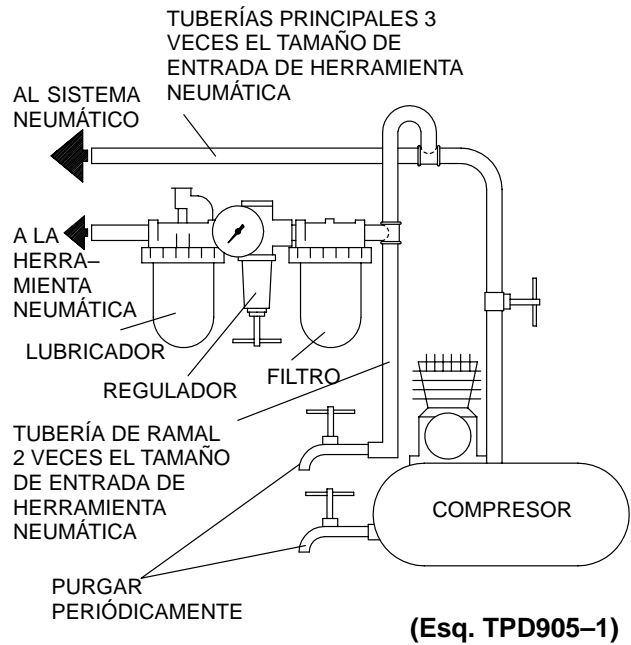 TUBERÍAS PRINCIPALES 3
VECES EL TAMAÑO DE
ENTRADA DE HERRAMIENTA
NEUMÁTICA
AL SISTEMA
NEUMÁTICO
A LA
HERRA–
MIENTA
NEUMÁTICA
LUBRICADOR
REGULADOR
FILTRO
TUBERÍA DE RAMAL
2 VECES EL TAMAÑO
DE ENTRADA DE
HERRAMIENTA
NEUMÁTICA
COMPRESOR
PURGAR
PERIÓDICAMENTE
(Esq. TPD905–1)